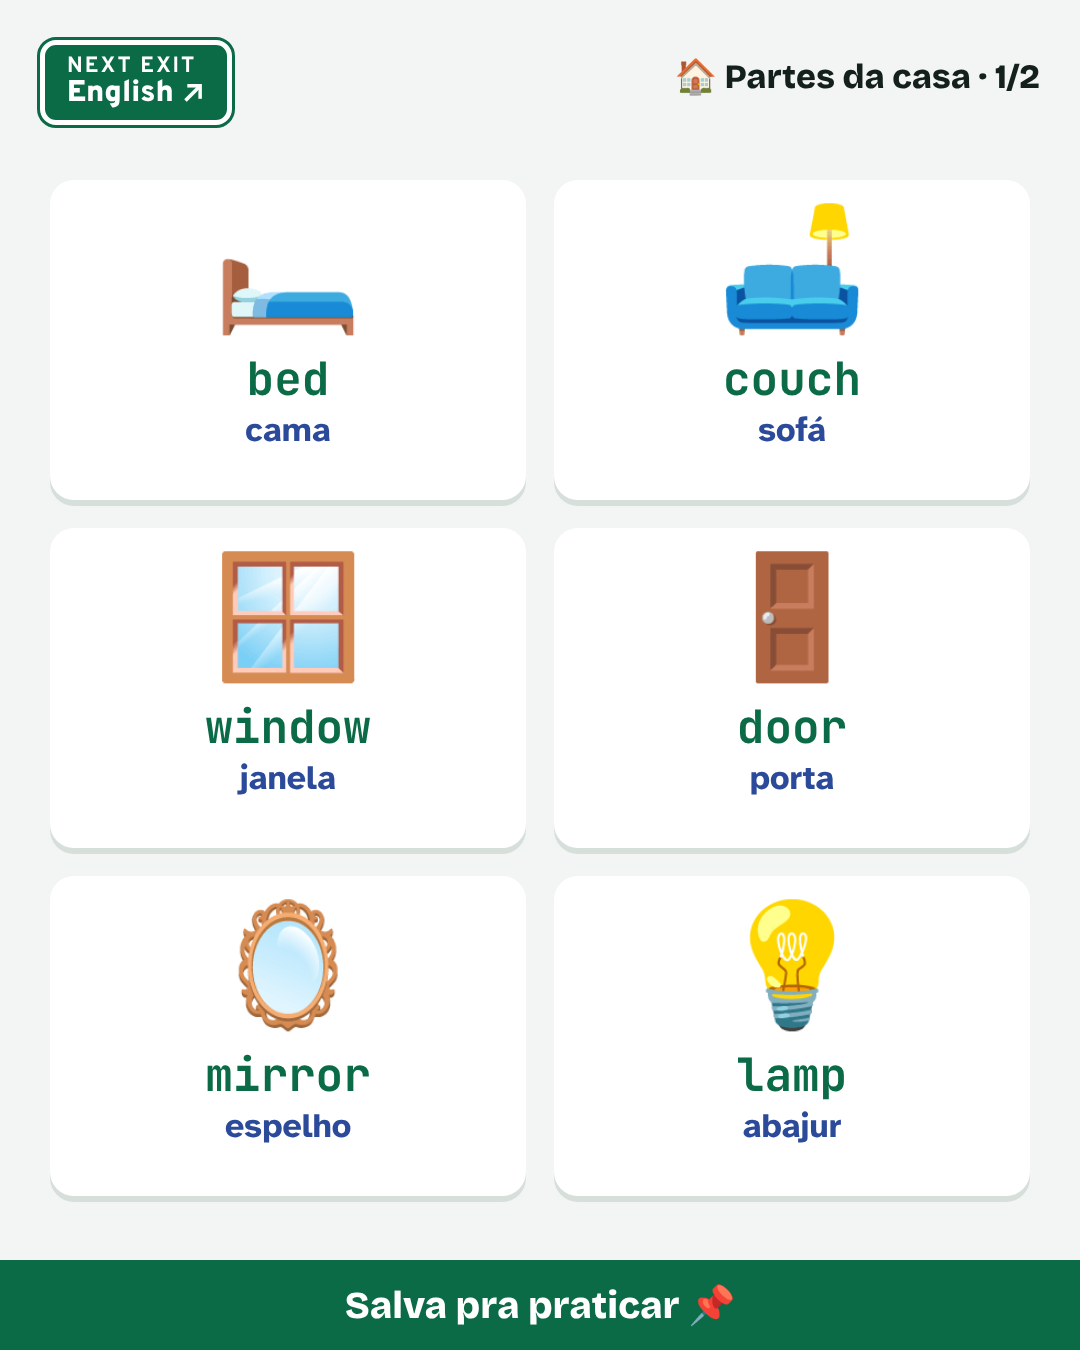 NEXT EXIT
English ↗
🏠 Partes da casa · 1/2
bed
cama
couch
sofá
window
janela
door
porta
mirror
espelho
lamp
abajur
Salva pra praticar 📌